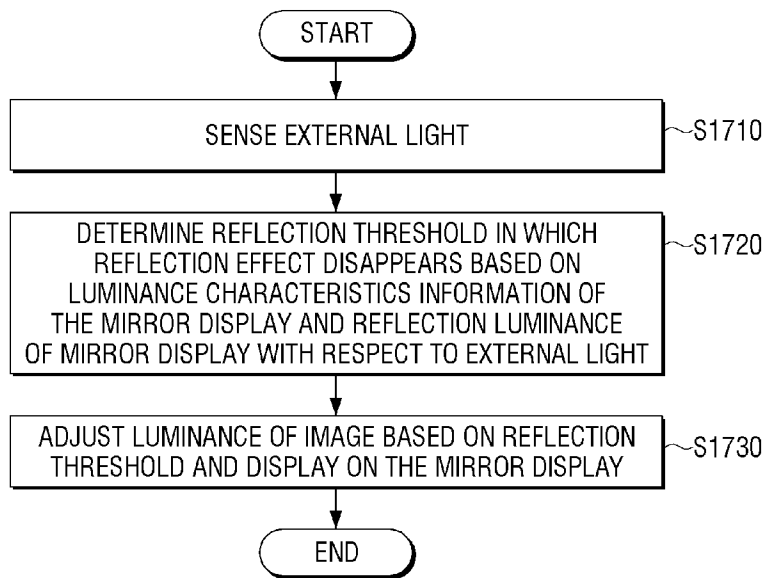 START
SENSE EXTERNAL LIGHT
S1710
DETERMINE REFLECTION THRESHOLD IN WHICH
REFLECTION EFFECT DISAPPEARS BASED ON
LUMINANCE CHARACTERISTICS INFORMATION OF
THE MIRROR DISPLAY AND REFLECTION LUMINANCE
OF MIRROR DISPLAY WITH RESPECT TO EXTERNAL LIGHT
S1720
ADJUST LUMINANCE OF IMAGE BASED ON REFLECTION
THRESHOLD AND DISPLAY ON THE MIRROR DISPLAY
S1730
END